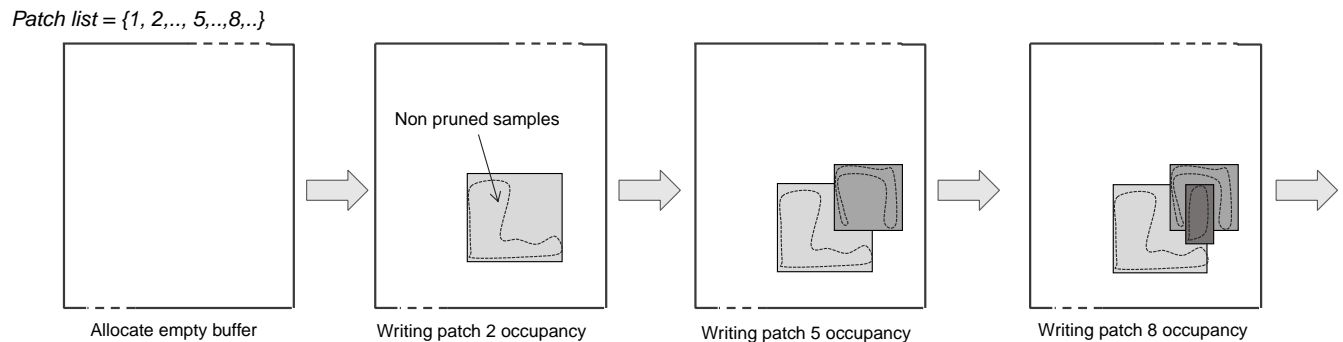 Patch list = {1, 2,.., 5,..,8,..}
Non pruned samples
Allocate empty buffer
Writing patch 2 occupancy
Writing patch 5 occupancy
Writing patch 8 occupancy